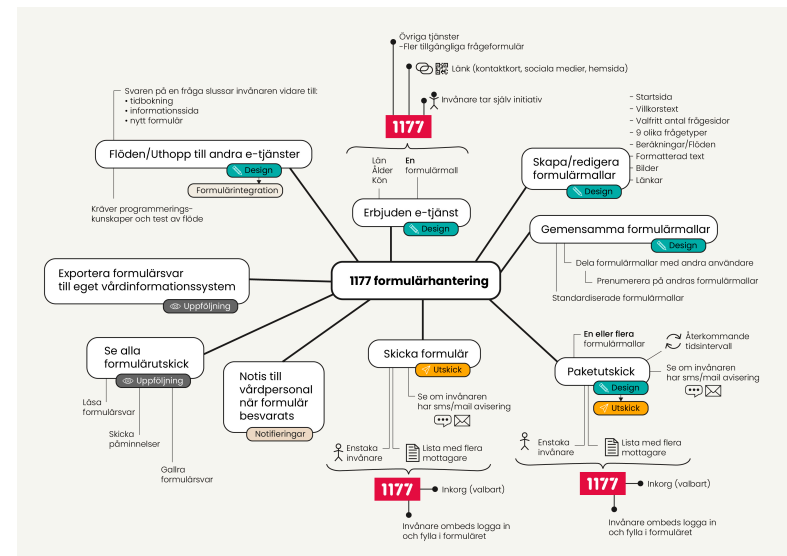 Övriga tjänster
-Fler tillgängliga frågeformulär
Länk (kontaktkort, sociala medier, hemsida)
Invånare tar själv initiativ
1177
Svaren på en fråga slussar invånaren vidare till:
• tidbokning
• informationssida
• nytt formulär
Flöden/Uthopp till andra e-tjänster
Design
Formulärintegration
Kräver programmerings-
kunskaper och test av flöde
Län
Ålder
Kön
En
formulärmall
Erbjuden e-tjänst
Design
- Startsida
- Villkorstext
- Valfritt antal frågesidor
- 9 olika frågetyper
- Beräkningar/Flöden
- Formatterad text
- Bilder
- Länkar
Skapa/redigera
formulärmallar
Design
Gemensamma formulärmallar
Design
Dela formulärmallar med andra användare
Prenumerera på andras formulärmallar
Standardiserade formulärmallar
1177 formulärhantering
Exportera formulärsvar
till eget vårdinformationssystem
Uppföljning
Se alla
formulärutskick
Uppföljning
Läsa
formulärsvar
Skicka
påminnelser
Gallra
formulärsvar
Notis till
vårdpersonal
när formulär
besvarats
Notifieringar
Skicka formulär
Utskick
Se om invånaren
har sms/mail avisering
Enstaka
invånare
Lista med flera
mottagare
1177
Inkorg (valbart)
Invånare ombeds logga in
och fylla i formuläret
En eller flera
formulärmallar
Återkommande
tidsintervall
Paketutskick
Design
Utskick
Se om invånaren
har sms/mail avisering
Enstaka
invånare
Lista med flera
mottagare
1177
Inkorg (valbart)
Invånare ombeds logga in
och fylla i formuläret